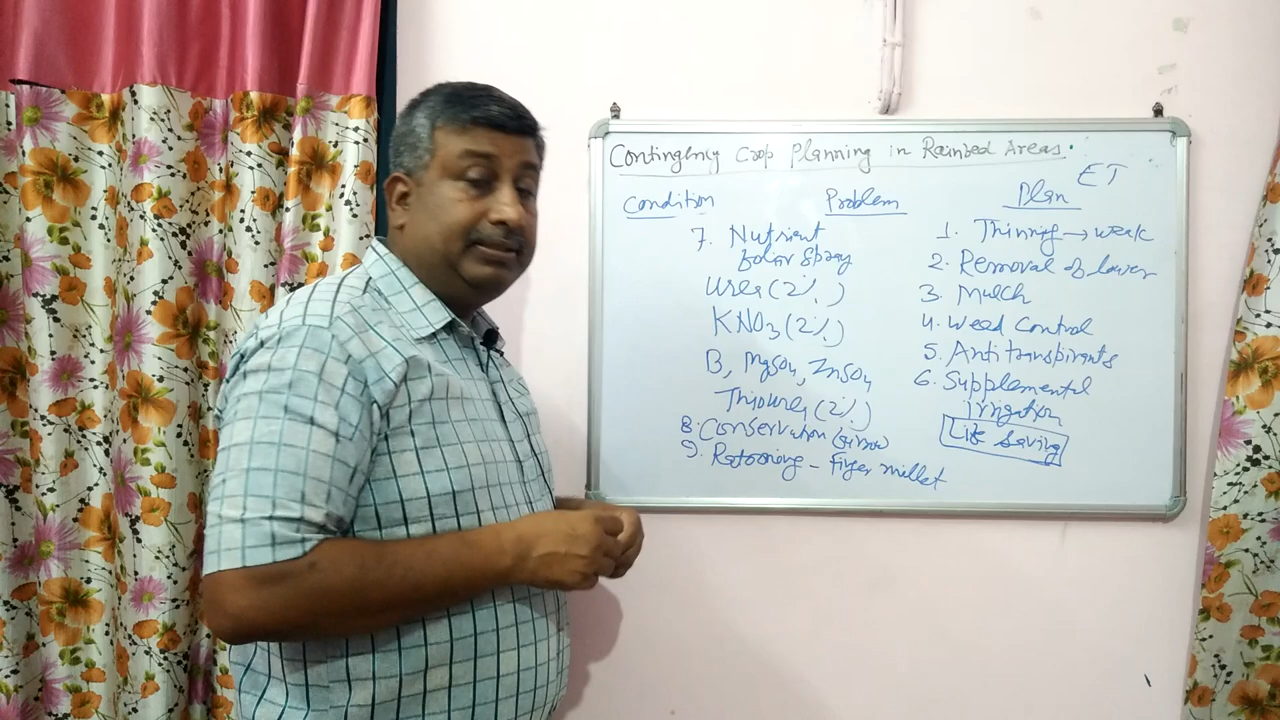 Contingency Crop Planning in Rainfed Areas.
ET
Condition Problem Plan
7. Nutrient
foliar spray
Urea (2%)
KNO3 (2%)
B, MgSO4, ZnSO4
Thiourea (2%)
8. Conservation furrow
9. Ratooning - Finger millet
1. Thinning → weak
2. Removal of lower
3. Mulch
4. Weed Control
5. Antitranspirants
6. Supplemental
irrigation
Life Saving